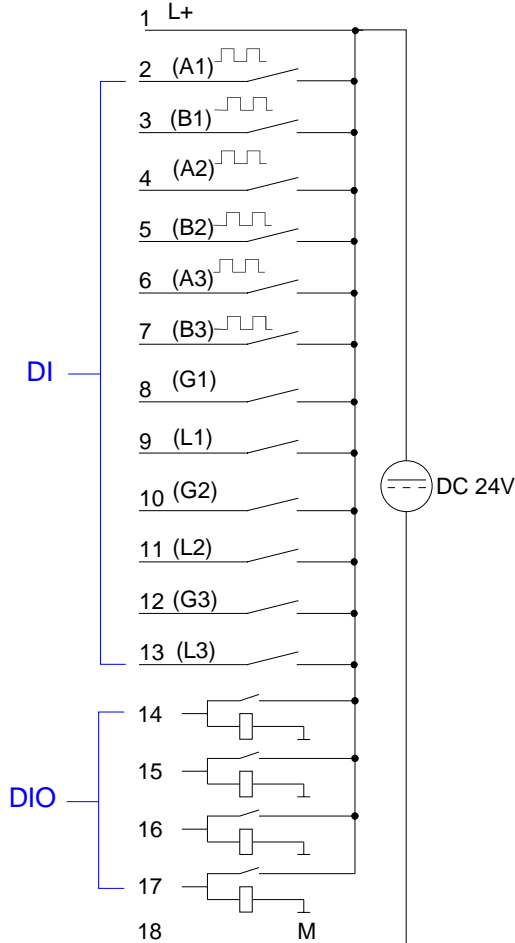 1 L+
2 (A1)
3 (B1)
4 (A2)
5 (B2)
6 (A3)
7 (B3)
DI
8 (G1)
9 (L1)
10 (G2)
DC 24V
11 (L2)
12 (G3)
13 (L3)
14
15
DIO
16
17
18 M